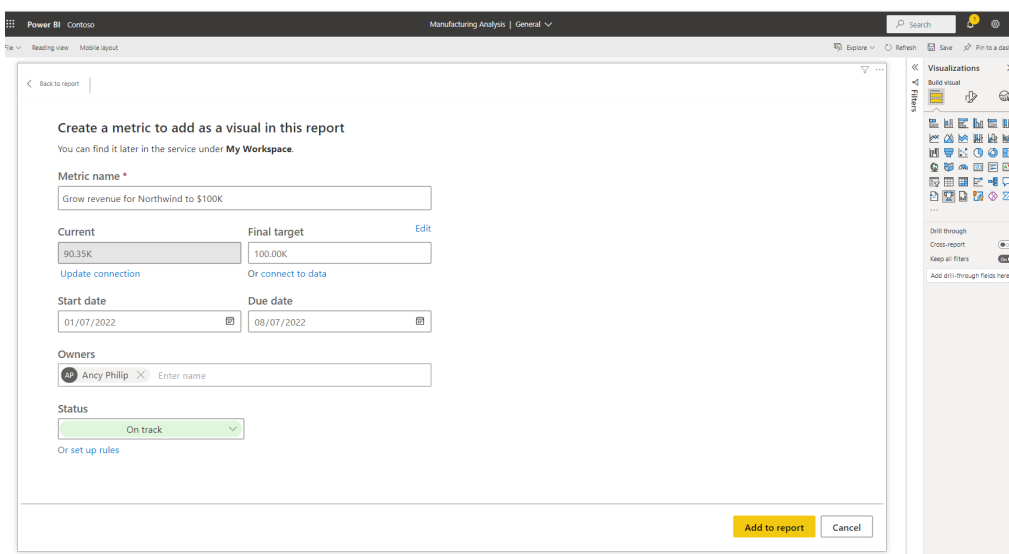 Power BI Contoso
Manufacturing Analysis | General
Search
File
Reading view Mobile layout
Explore Refresh Save Pin to a das
Back to report
Create a metric to add as a visual in this report
You can find it later in the service under My Workspace.
Metric name *
Grow revenue for Northwind to $100K
Current Final target Edit
90.35K 100.00K
Update connection Or connect to data
Start date Due date
01/07/2022 08/07/2022
Owners
AP Ancy Philip Enter name
Status
On track
Or set up rules
Add to report Cancel
Filters
Visualizations
Build visual
Drill through
Cross-report
Keep all filters
Add drill-through fields here